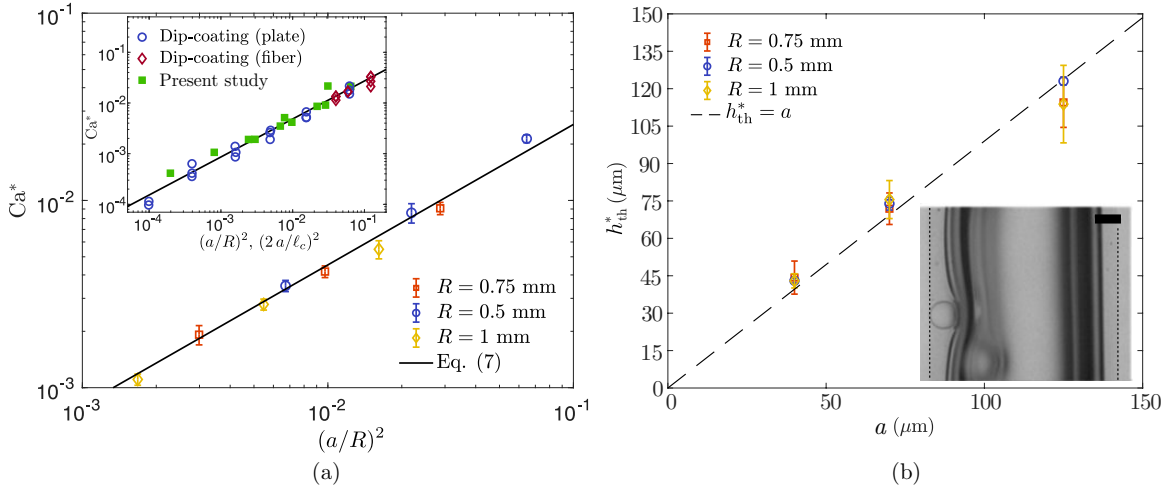 10⁻¹
10⁻²
10⁻³
Ca*
10⁻³
10⁻²
10⁻¹
(a/R)²
10⁻¹
10⁻²
10⁻³
10⁻⁴
Ca*
10⁻⁴
10⁻³
10⁻²
10⁻¹
(a/R)², (2 a/ℓc)²
Dip-coating (plate)
Dip-coating (fiber)
Present study
R = 0.75 mm
R = 0.5 mm
R = 1 mm
Eq. (7)
(a)
150
135
120
105
90
75
60
45
30
15
0
h*th (μm)
0
50
100
150
a (μm)
R = 0.75 mm
R = 0.5 mm
R = 1 mm
h*th = a
(b)